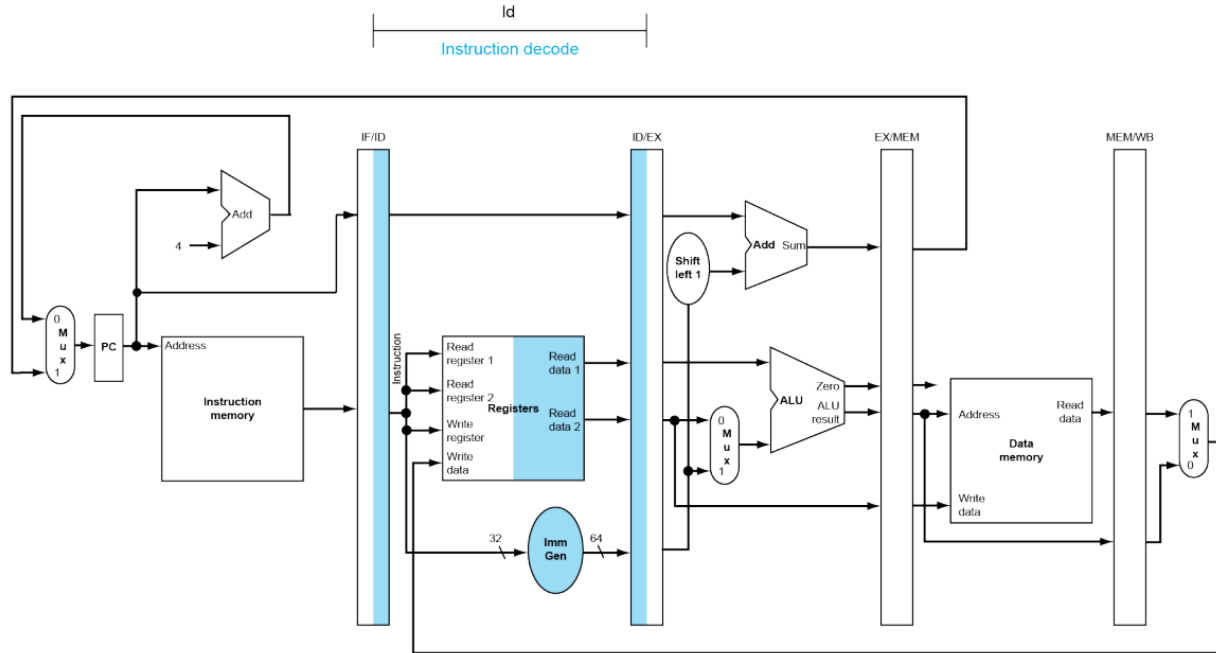 ld
Instruction decode
IF/ID
ID/EX
EX/MEM
MEM/WB
Add
4
Add Sum
Shift
left 1
0
M
u
x
1
PC
Address
Instruction
memory
Instruction
Read
register 1
Read
register 2
Write
register
Write
data
Registers
Read
data 1
Read
data 2
0
M
u
x
1
Zero
ALU
ALU
result
Address
Read
data
Data
memory
Write
data
1
M
u
x
0
32
Imm
Gen
64